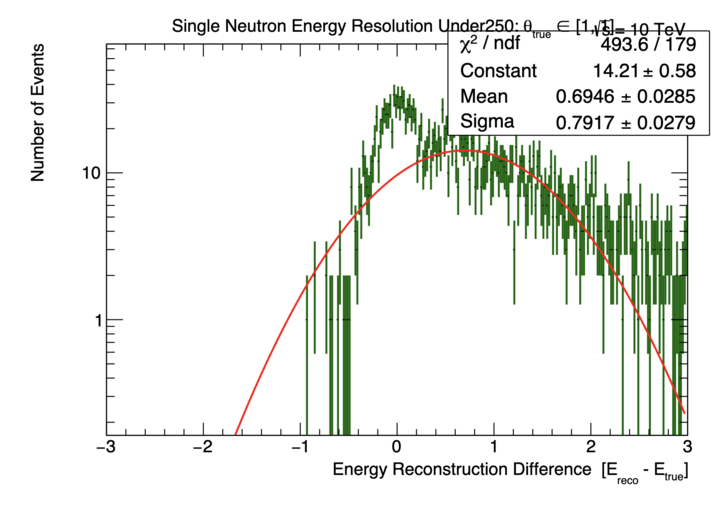 Single Neutron Energy Resolution Under250: θtrue ∈ [1,1]
√s = 10 TeV
χ² / ndf 493.6 / 179
Constant 14.21 ± 0.58
Mean 0.6946 ± 0.0285
Sigma 0.7917 ± 0.0279
Number of Events
10
1
−3 −2 −1 0 1 2 3
Energy Reconstruction Difference [Ereco - Etrue]